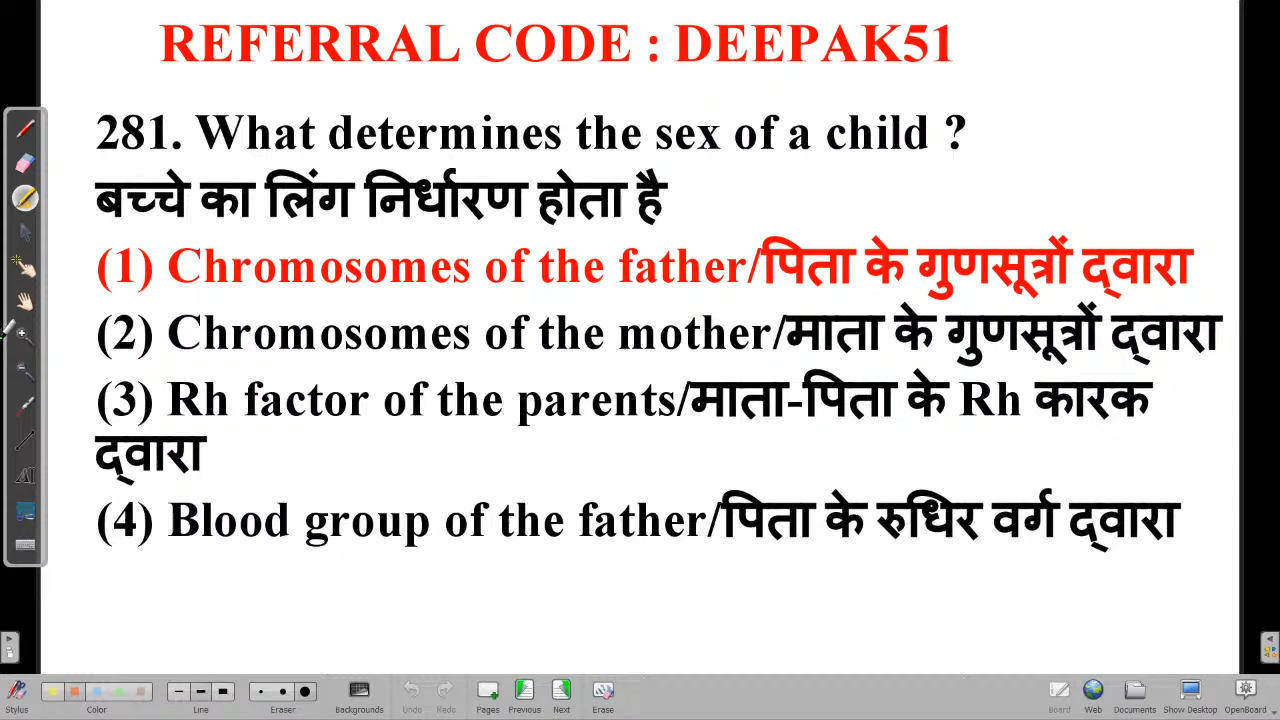 REFERRAL CODE : DEEPAK51
281. What determines the sex of a child ?
बच्चे का लिंग निर्धारण होता है
(1) Chromosomes of the father/पिता के गुणसूत्रों द्वारा
(2) Chromosomes of the mother/माता के गुणसूत्रों द्वारा
(3) Rh factor of the parents/माता-पिता के Rh कारक
द्वारा
(4) Blood group of the father/पिता के रुधिर वर्ग द्वारा
Stylus Color Line Eraser Backgrounds Undo Redo Pages Previous Next Erase Board Web Documents Show Desktop OpenBoard